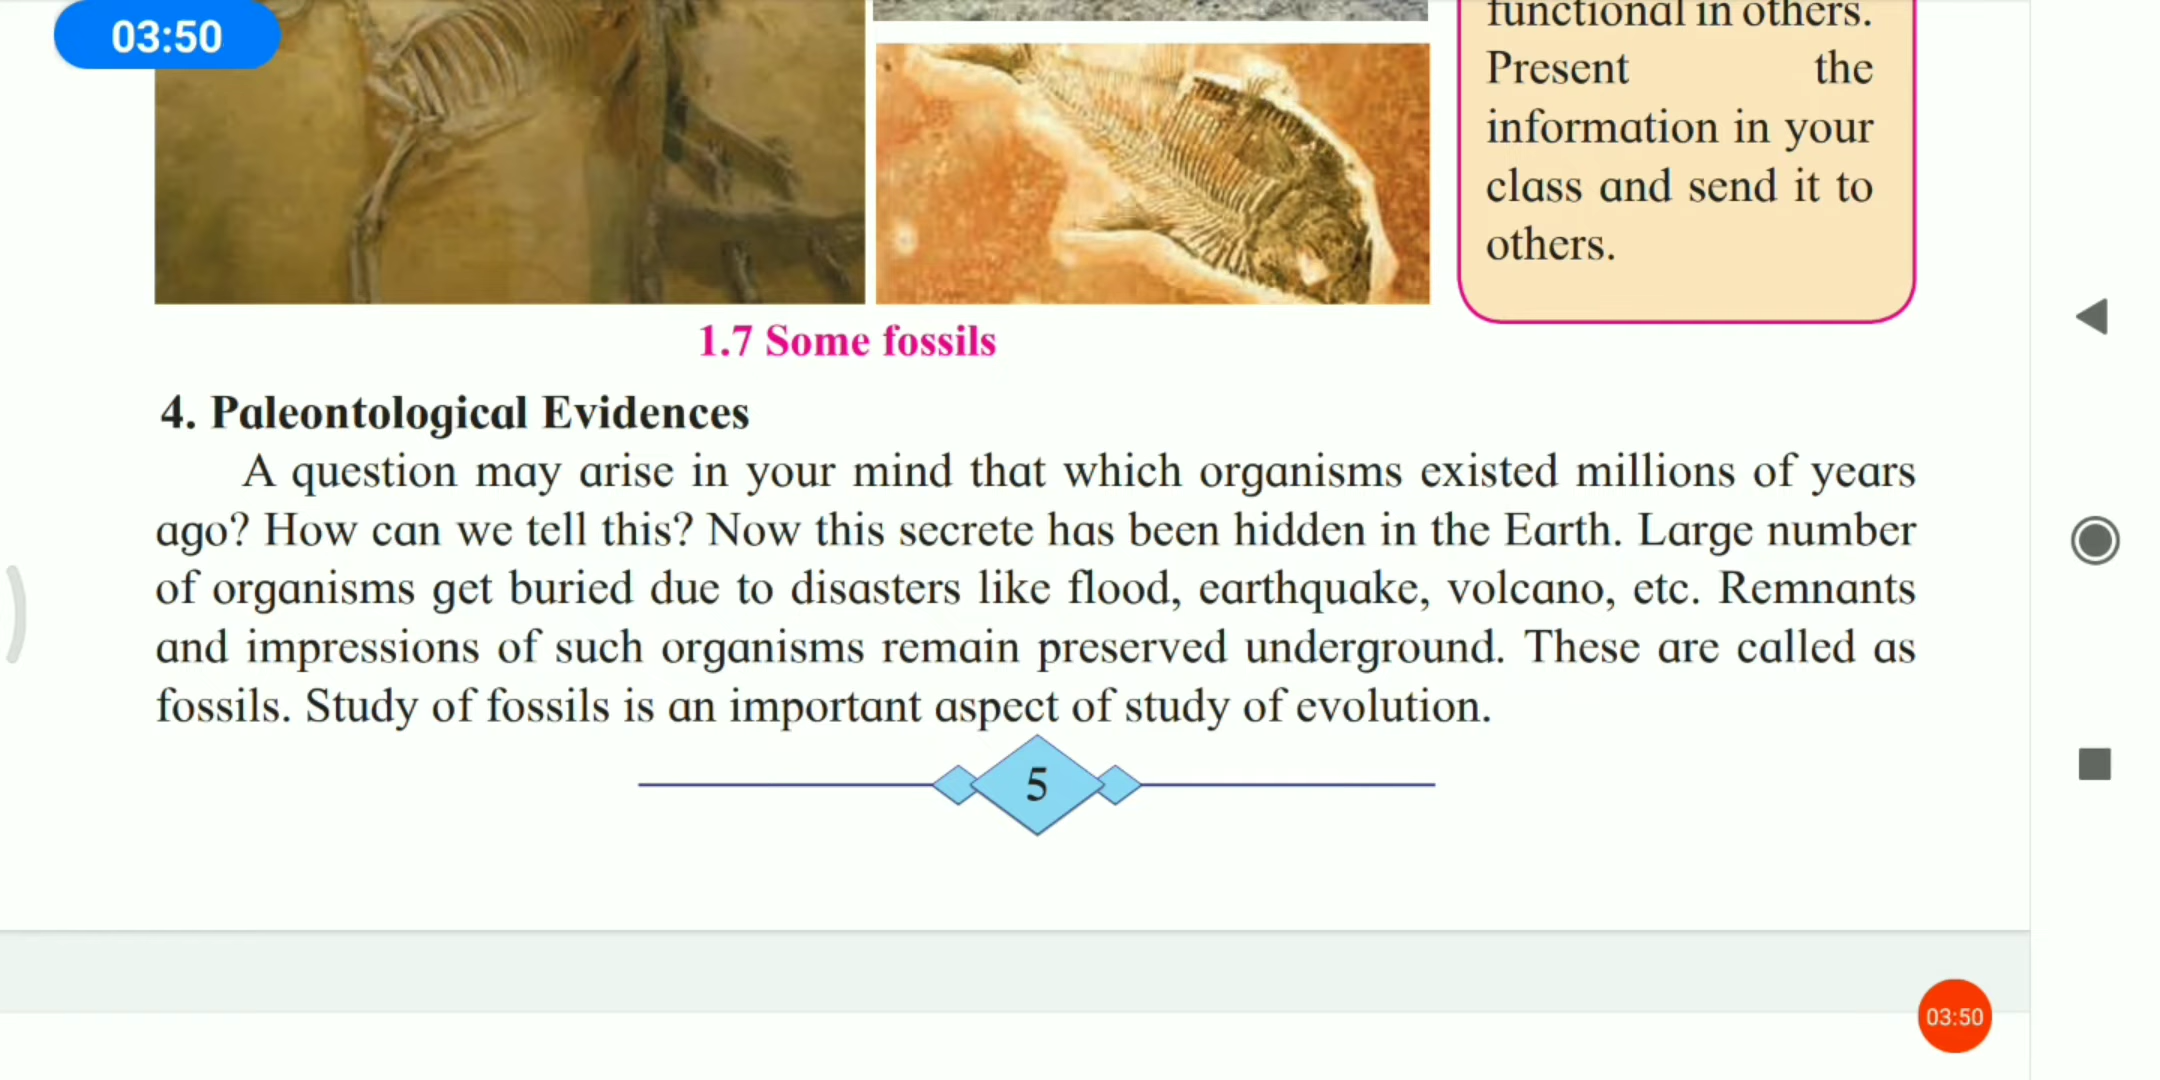 03:50
functional in others.
Present the
information in your
class and send it to
others.
1.7 Some fossils
4. Paleontological Evidences
A question may arise in your mind that which organisms existed millions of years
ago? How can we tell this? Now this secrete has been hidden in the Earth. Large number
of organisms get buried due to disasters like flood, earthquake, volcano, etc. Remnants
and impressions of such organisms remain preserved underground. These are called as
fossils. Study of fossils is an important aspect of study of evolution.
5
03:50